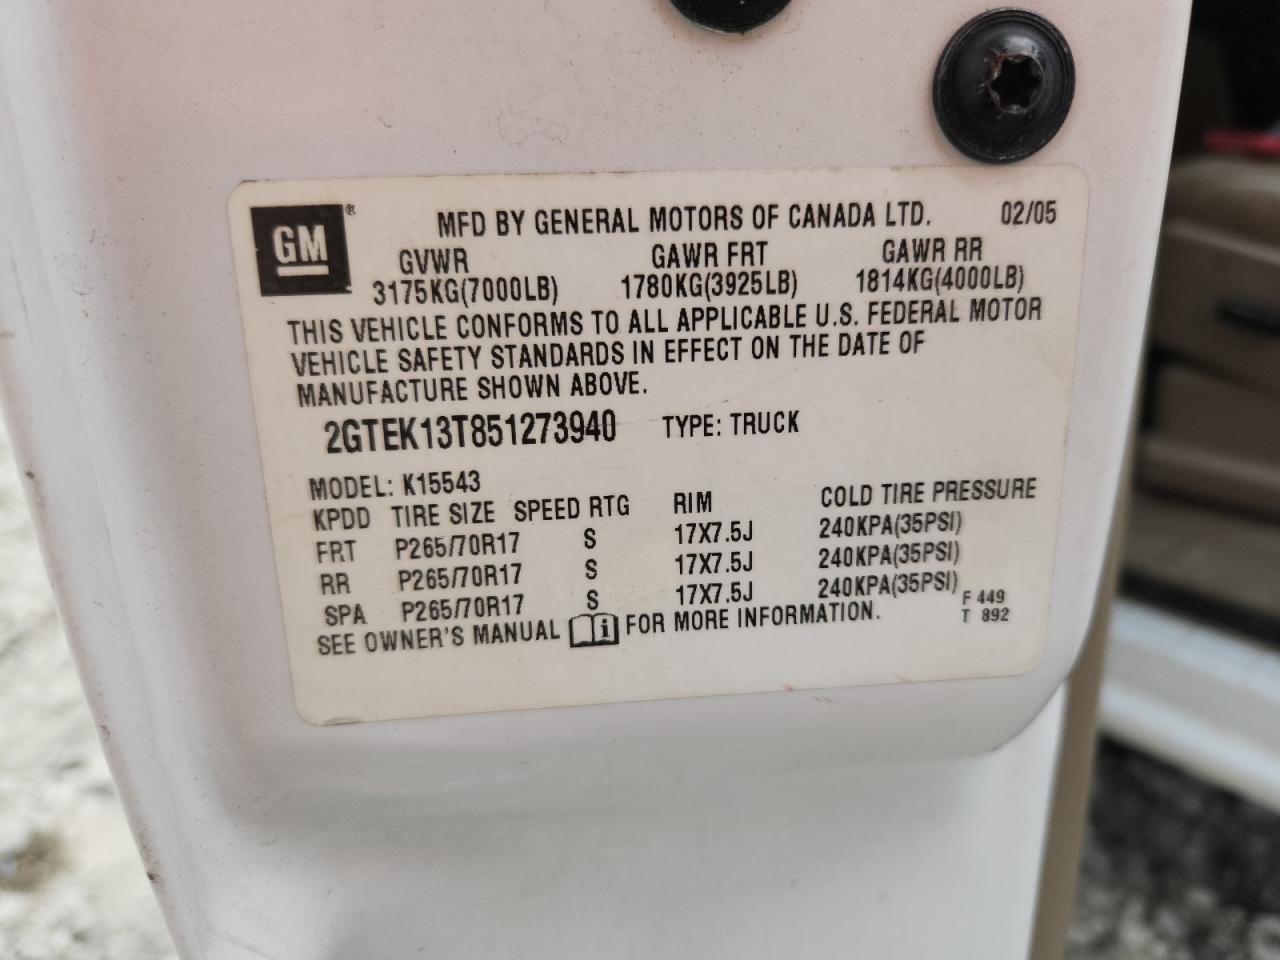 GM®
MFD BY GENERAL MOTORS OF CANADA LTD. 02/05
GVWR GAWR FRT GAWR RR
3175KG(7000LB) 1780KG(3925LB) 1814KG(4000LB)
THIS VEHICLE CONFORMS TO ALL APPLICABLE U.S. FEDERAL MOTOR
VEHICLE SAFETY STANDARDS IN EFFECT ON THE DATE OF
MANUFACTURE SHOWN ABOVE.
2GTEK13T851273940 TYPE: TRUCK
MODEL: K15543
KPDD TIRE SIZE SPEED RTG RIM COLD TIRE PRESSURE
FRT P265/70R17 S 17X7.5J 240KPA(35PSI)
RR P265/70R17 S 17X7.5J 240KPA(35PSI)
SPA P265/70R17 S 17X7.5J 240KPA(35PSI)
SEE OWNER'S MANUAL i FOR MORE INFORMATION.
F 449
T 892